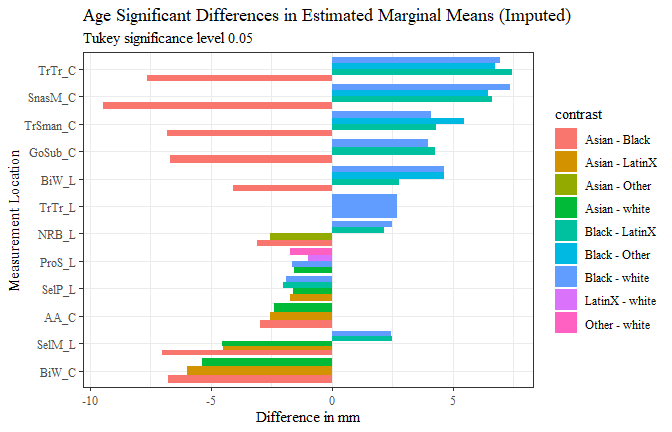 Age Significant Differences in Estimated Marginal Means (Imputed)
Tukey significance level 0.05
Measurement Location
TrTr_C
SnasM_C
TrSman_C
GoSub_C
BiW_L
TrTr_L
NRB_L
ProS_L
SelP_L
AA_C
SelM_L
BiW_C
-10
-5
0
5
Difference in mm
contrast
Asian - Black
Asian - LatinX
Asian - Other
Asian - white
Black - LatinX
Black - Other
Black - white
LatinX - white
Other - white